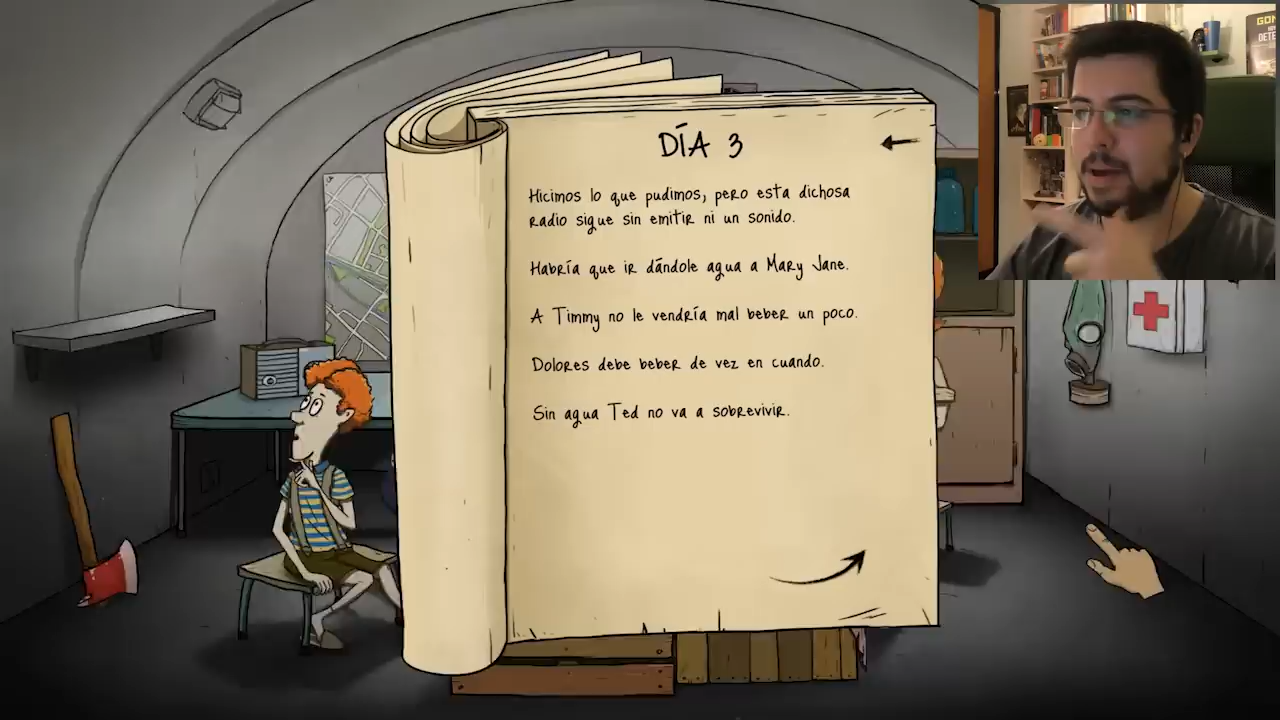 DÍA 3
Hicimos lo que pudimos, pero esta dichosa
radio sigue sin emitir ni un sonido.
Habría que ir dándole agua a Mary Jane.
A Timmy no le vendría mal beber un poco.
Dolores debe beber de vez en cuando.
Sin agua Ted no va a sobrevivir.